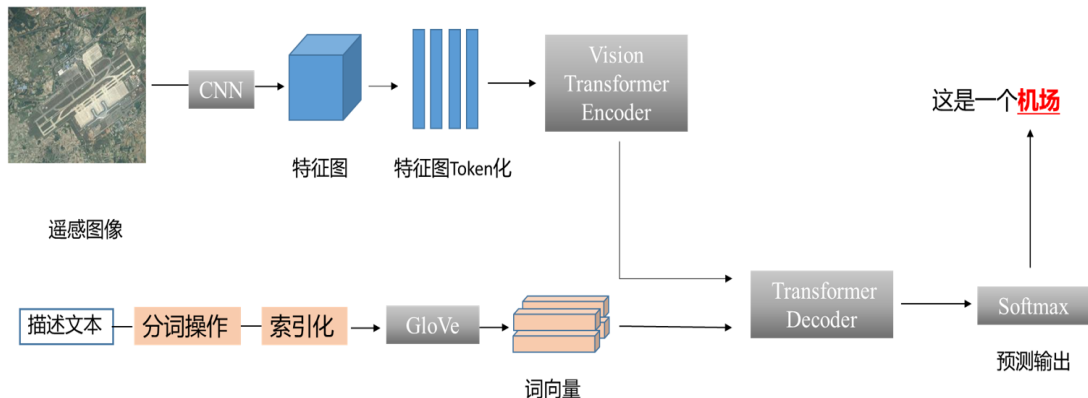 CNN
Vision
Transformer
Encoder
这是一个机场
特征图
特征图Token化
遥感图像
描述文本
分词操作
索引化
GloVe
词向量
Transformer
Decoder
Softmax
预测输出